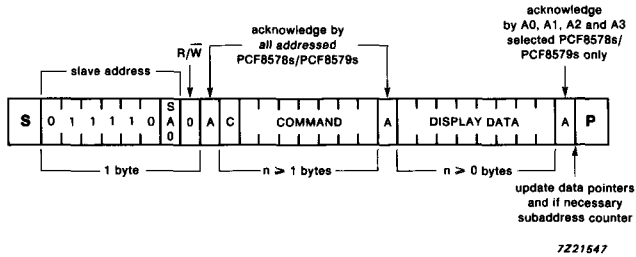 acknowledge by
all addressed
PCF8578s/PCF8579s
acknowledge
by A0, A1, A2 and A3
selected PCF8578s/
PCF8579s only
R/W̅
slave address
S 0 1 1 1 1 0 S A 0 0 A C COMMAND A DISPLAY DATA A P
1 byte
n ⩾ 1 bytes
n ⩾ 0 bytes
update data pointers
and if necessary
subaddress counter
7Z21547